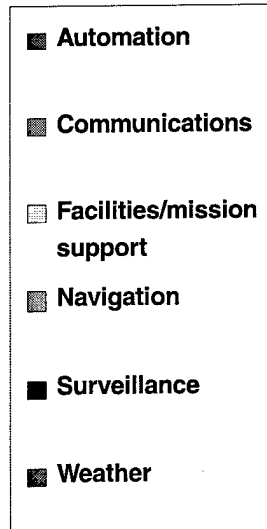 Automation
Communications
Facilities/mission
support
Navigation
Surveillance
Weather